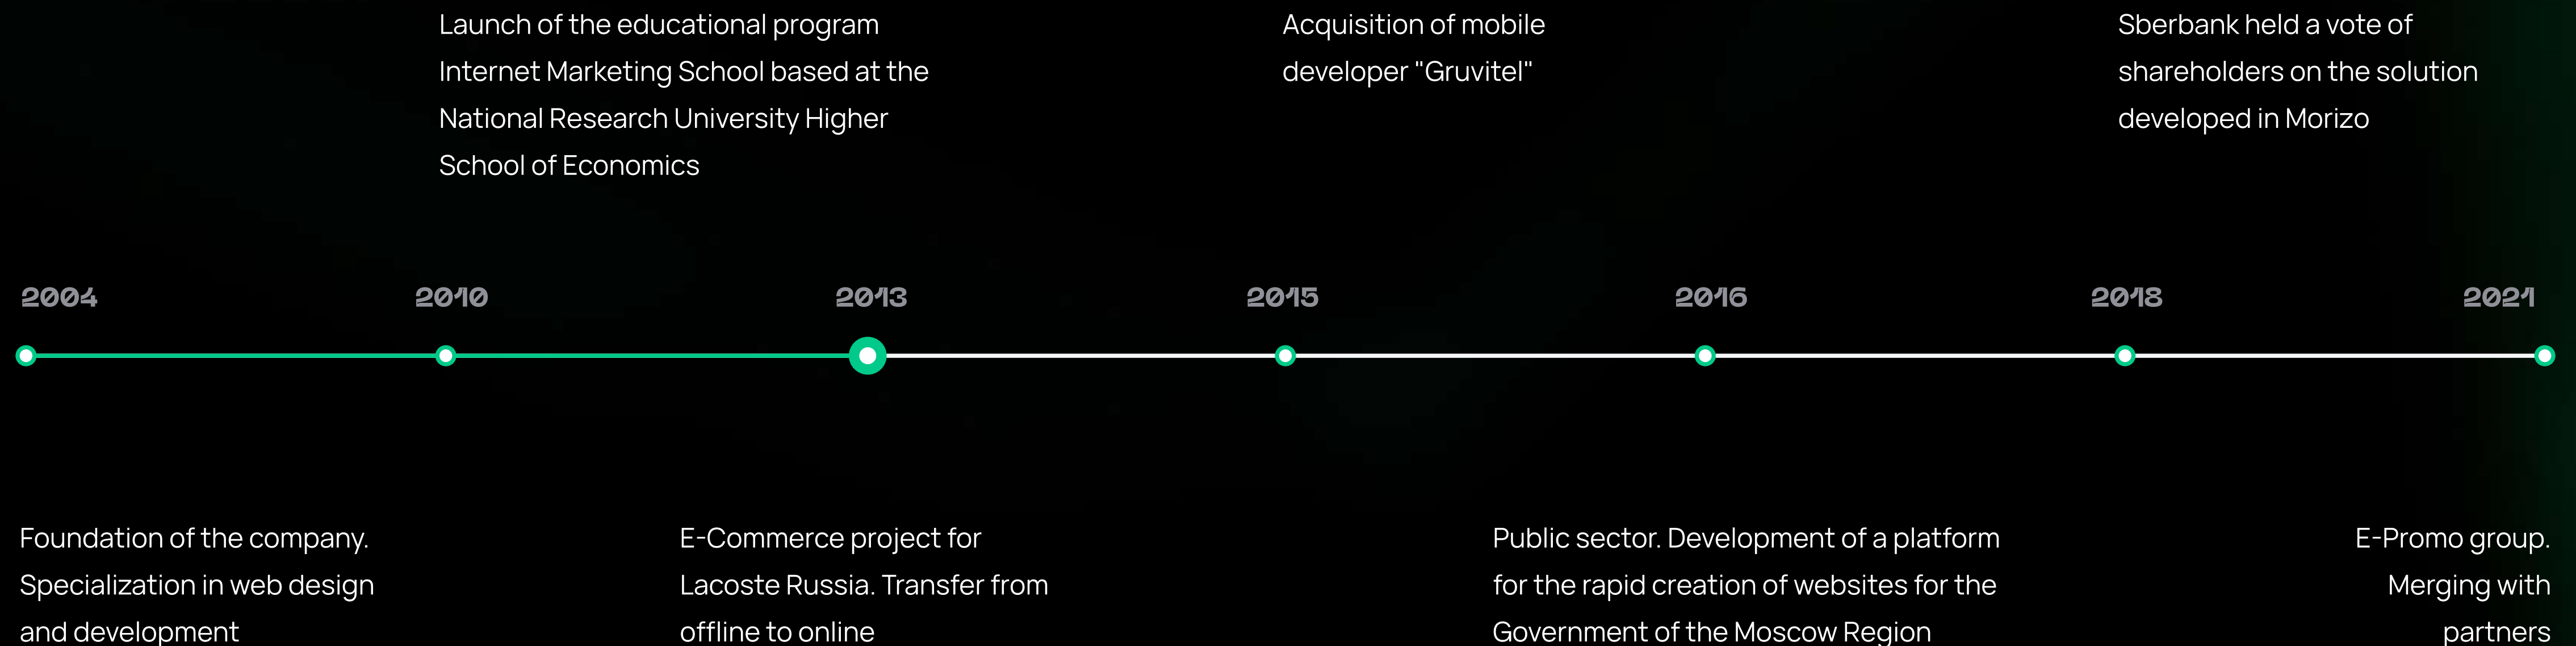 Launch of the educational program
Internet Marketing School based at the
National Research University Higher
School of Economics
Acquisition of mobile
developer "Gruvitel"
Sberbank held a vote of
shareholders on the solution
developed in Morizo
2004
2010
2013
2015
2016
2018
2021
Foundation of the company.
Specialization in web design
and development
E-Commerce project for
Lacoste Russia. Transfer from
offline to online
Public sector. Development of a platform
for the rapid creation of websites for the
Government of the Moscow Region
E-Promo group.
Merging with
partners